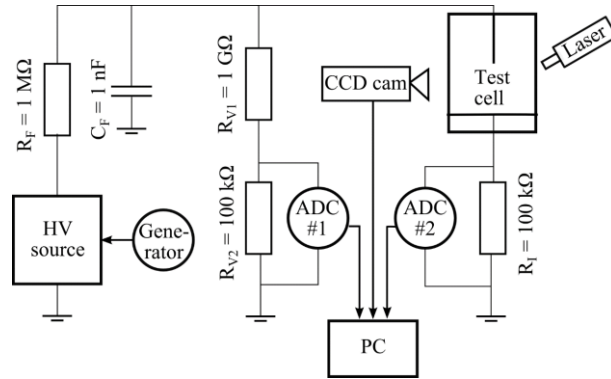 R_F = 1 MΩ
C_F = 1 nF
R_V1 = 1 GΩ
CCD cam
Test
cell
Laser
HV
source
Gene-
rator
R_V2 = 100 kΩ
ADC
#1
ADC
#2
R_I = 100 kΩ
PC